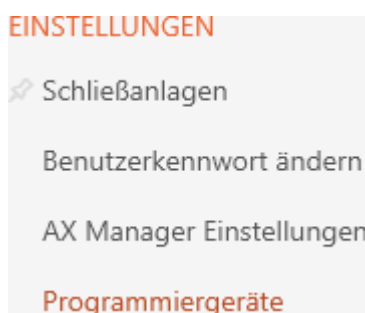 EINSTELLUNGEN
Schließanlagen
Benutzerkennwort ändern
AX Manager Einstellungen
Programmiergeräte